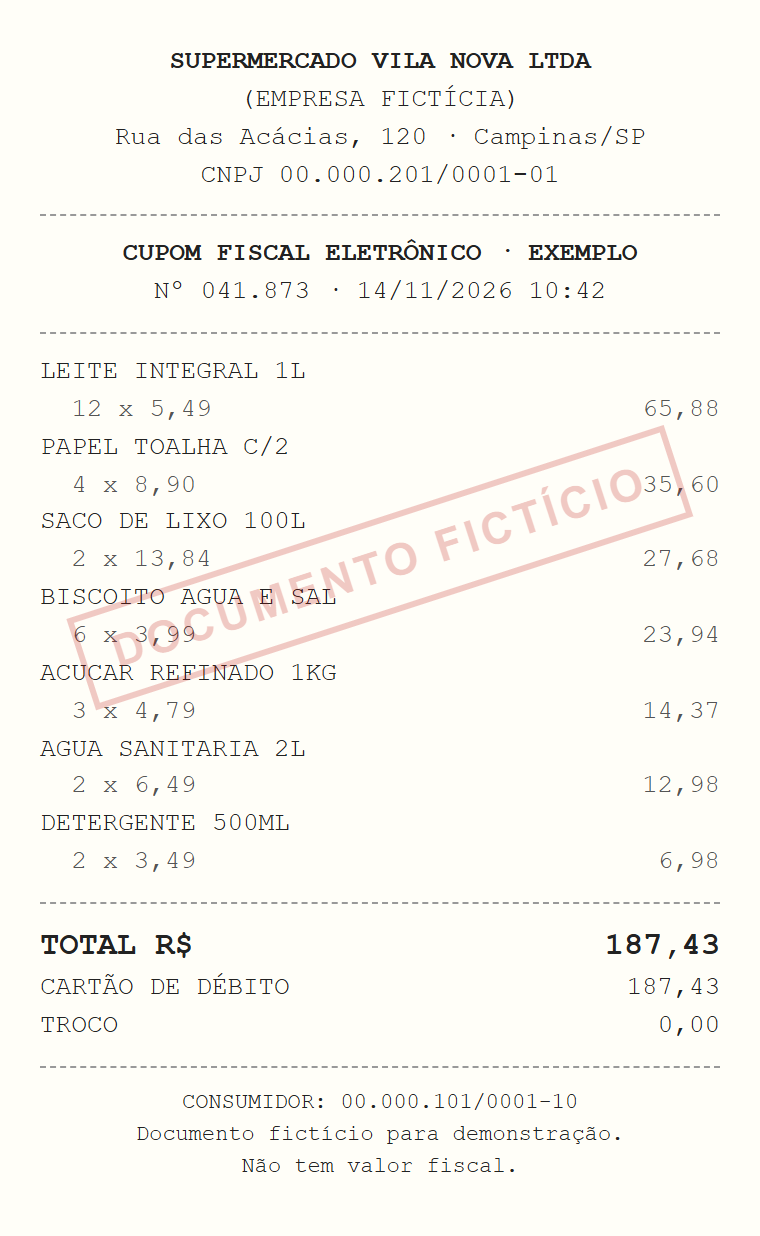 SUPERMERCADO VILA NOVA LTDA
(EMPRESA FICTÍCIA)
Rua das Acácias, 120 · Campinas/SP
CNPJ 00.000.201/0001-01
CUPOM FISCAL ELETRÔNICO · EXEMPLO
Nº 041.873 · 14/11/2026 10:42
LEITE INTEGRAL 1L
12 x 5,49 65,88
PAPEL TOALHA C/2
4 x 8,90 35,60
SACO DE LIXO 100L
2 x 13,84 27,68
BISCOITO AGUA E SAL
6 x 3,99 23,94
ACUCAR REFINADO 1KG
3 x 4,79 14,37
AGUA SANITARIA 2L
2 x 6,49 12,98
DETERGENTE 500ML
2 x 3,49 6,98
DOCUMENTO FICTÍCIO
TOTAL R$ 187,43
CARTÃO DE DÉBITO 187,43
TROCO 0,00
CONSUMIDOR: 00.000.101/0001-10
Documento fictício para demonstração.
Não tem valor fiscal.